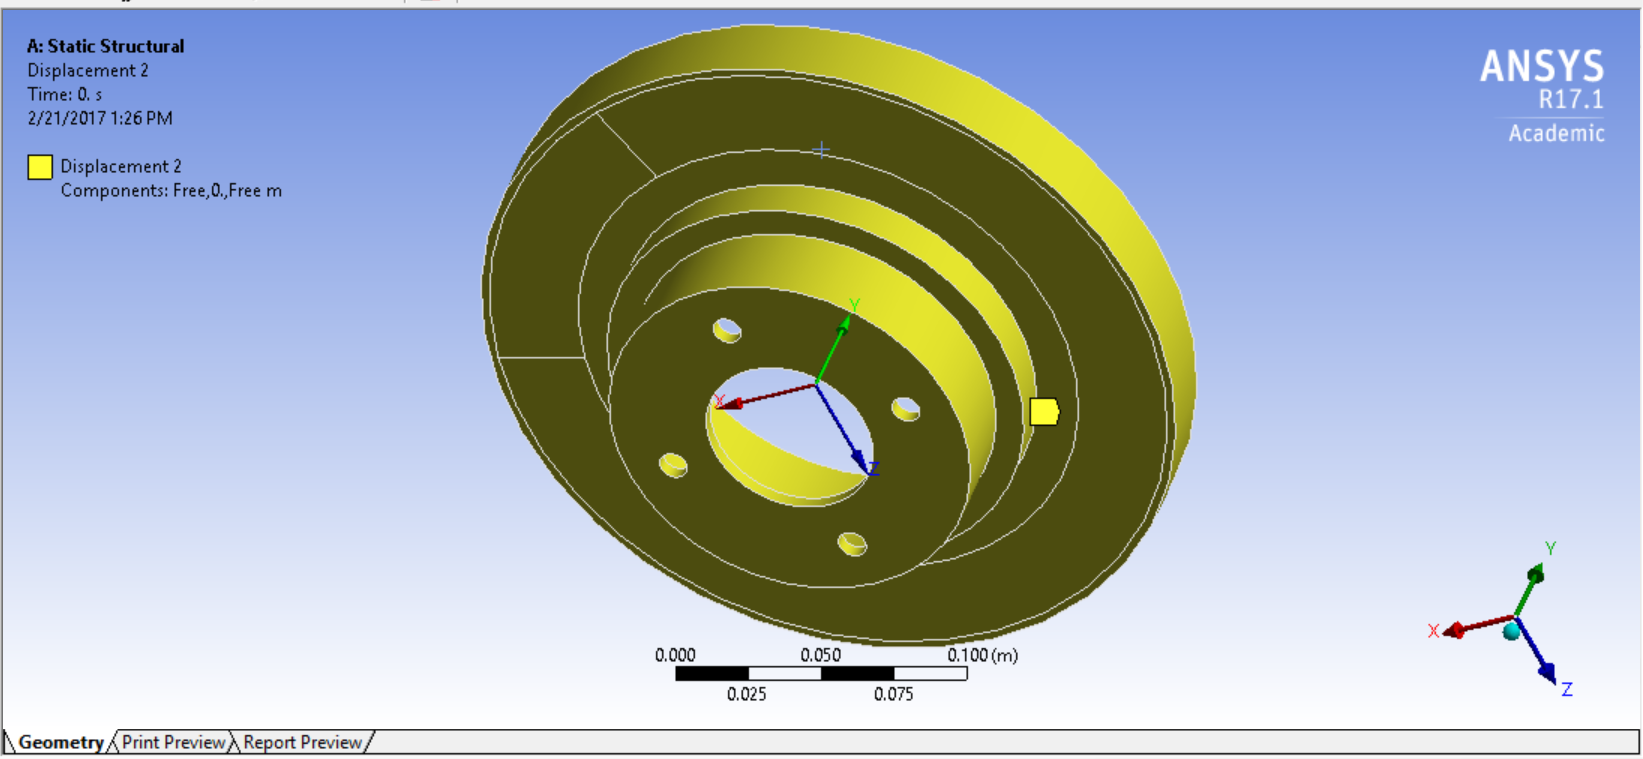 A: Static Structural
Displacement 2
Time: 0. s
2/21/2017 1:26 PM
Displacement 2
Components: Free,0.,Free m
ANSYS
R17.1
Academic
Y
X
Z
0.000 0.050 0.100 (m)
0.025 0.075
Y
X
Z
Geometry Print Preview Report Preview